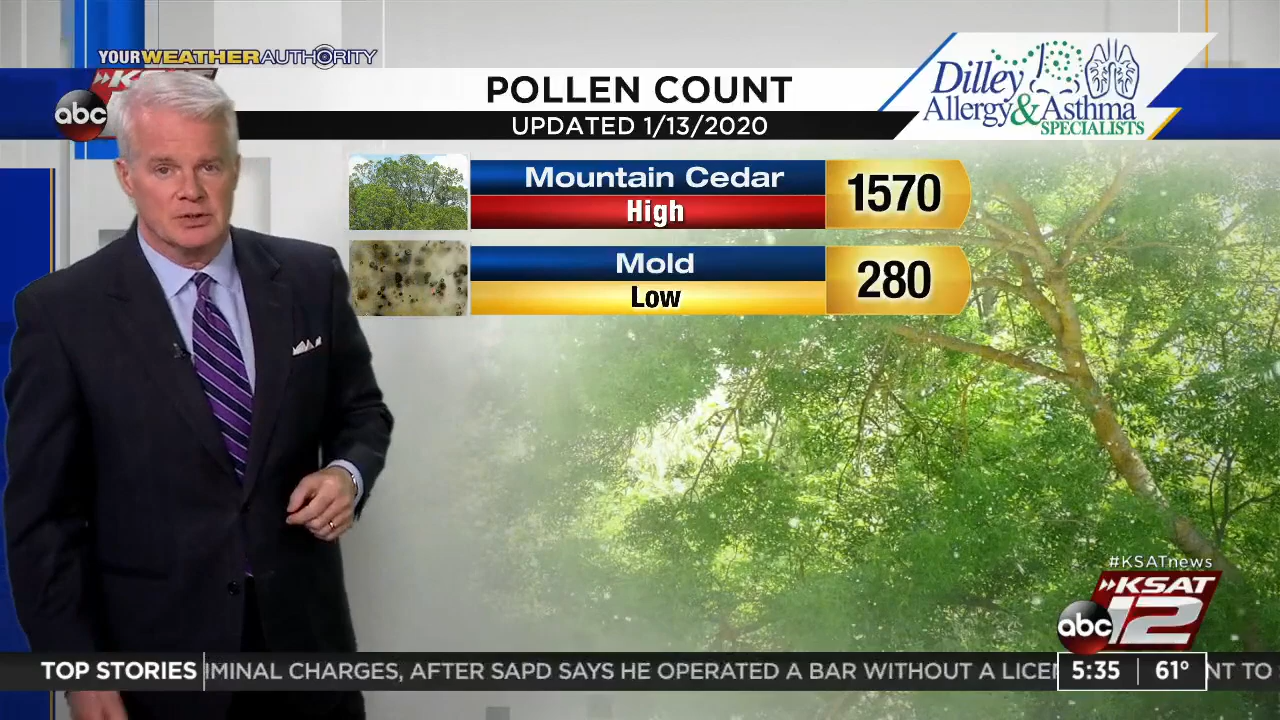 YOUR WEATHER AUTHORITY
KSAT
abc
POLLEN COUNT
UPDATED 1/13/2020
Dilley
Allergy & Asthma
SPECIALISTS
Mountain Cedar
High
1570
Mold
Low
280
#KSATnews
KSAT
abc 12
TOP STORIES IMINAL CHARGES, AFTER SAPD SAYS HE OPERATED A BAR WITHOUT A LICEN 5:35 61° NT TO